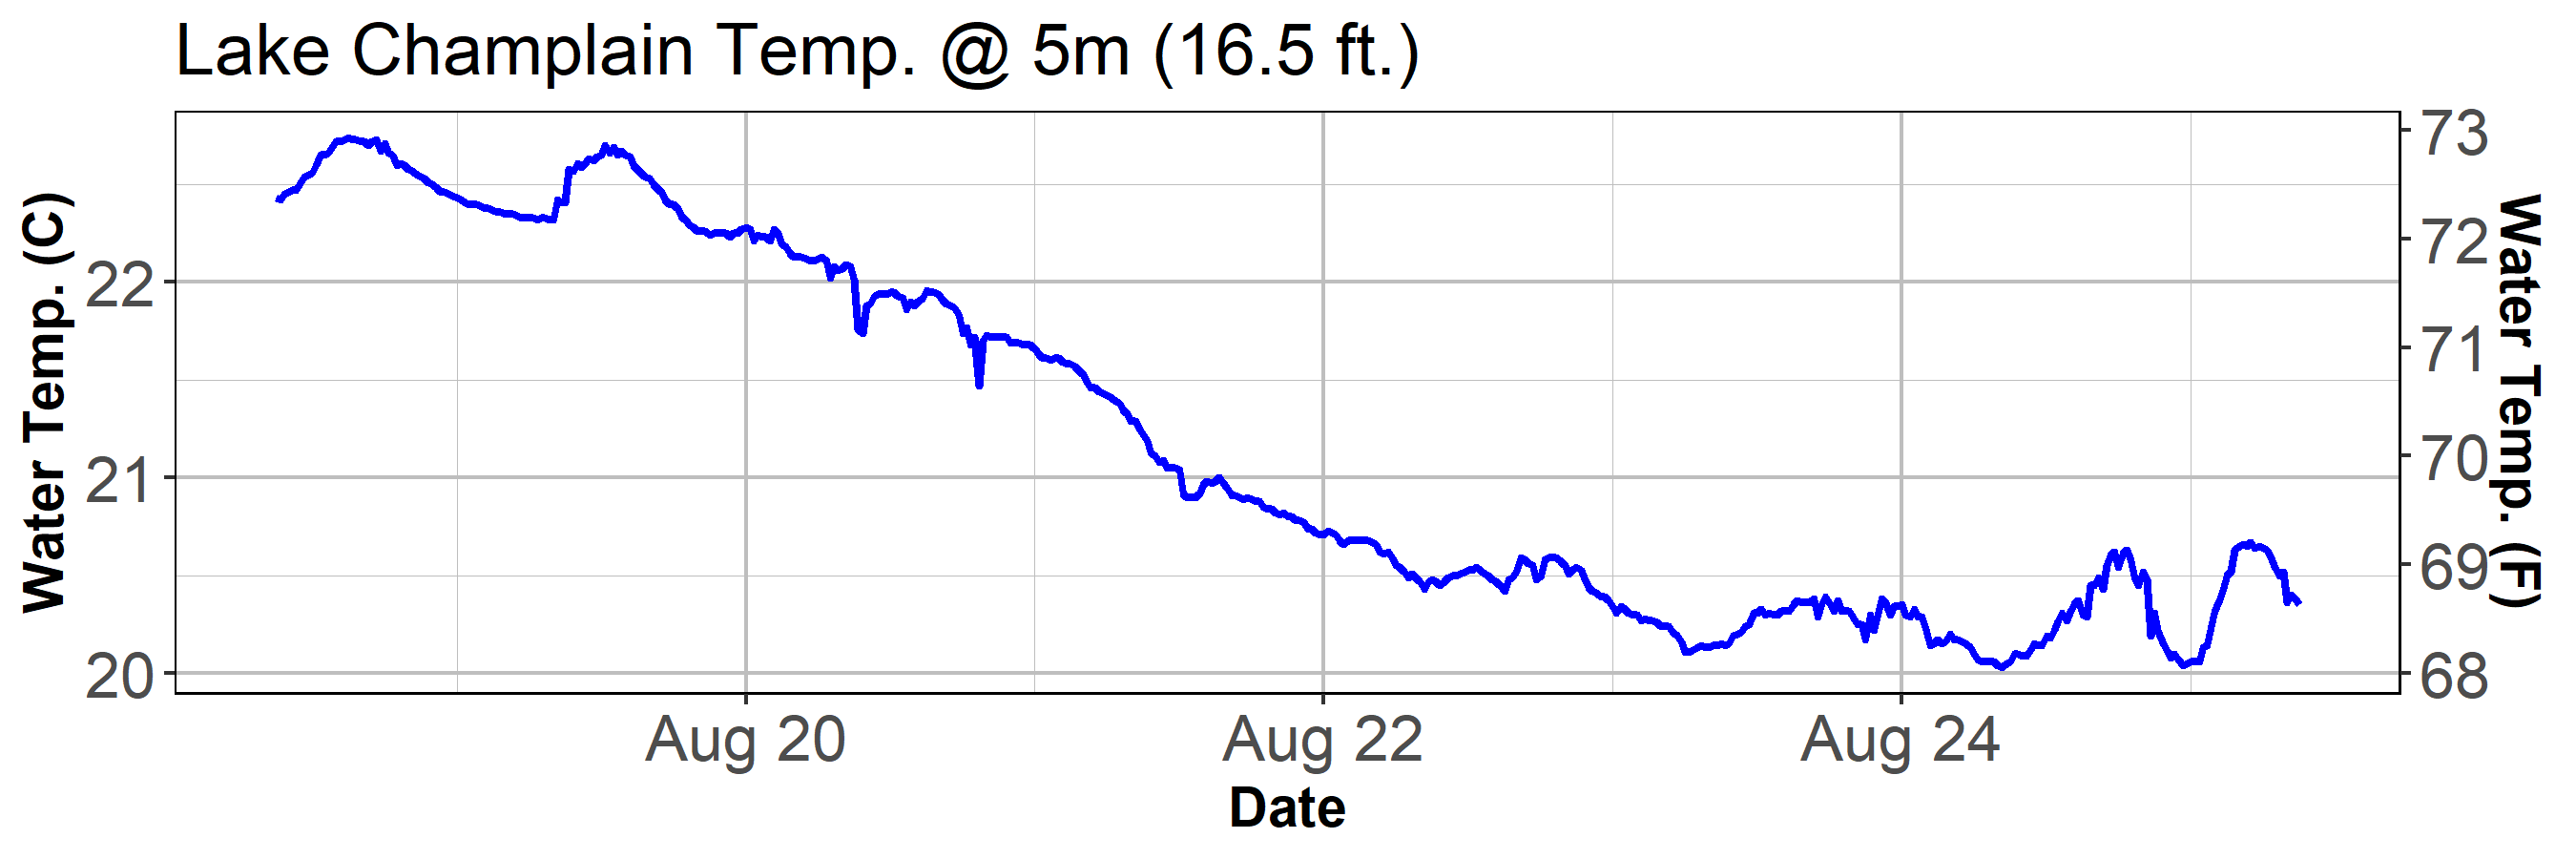 Lake Champlain Temp. @ 5m (16.5 ft.)
Water Temp. (C)
22
21
20
73
72
71
70
69
68
Water Temp. (F)
Aug 20
Aug 22
Aug 24
Date